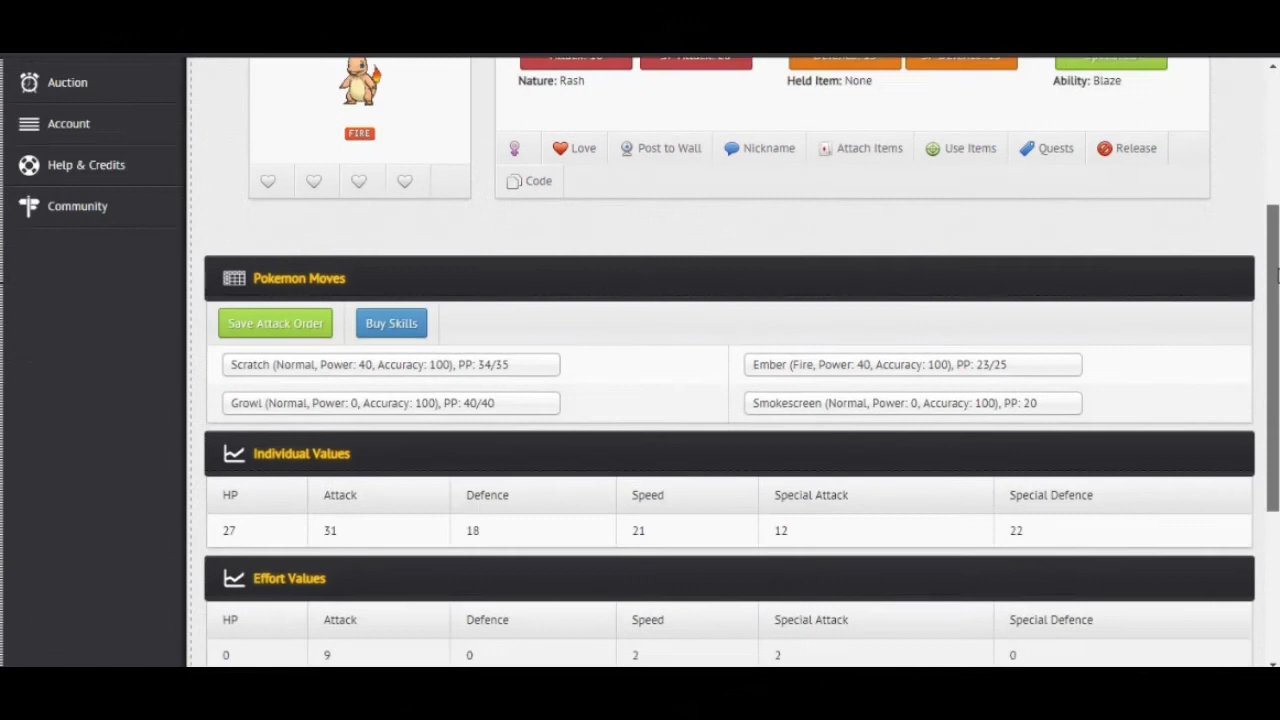 Auction
Account
Help & Credits
Community
FIRE
Nature: Rash Held Item: None Ability: Blaze
Love Post to Wall Nickname Attach Items Use Items Quests Release
Code
Pokemon Moves
Save Attack Order Buy Skills
Scratch (Normal, Power: 40, Accuracy: 100), PP: 34/35 Ember (Fire, Power: 40, Accuracy: 100), PP: 23/25
Growl (Normal, Power: 0, Accuracy: 100), PP: 40/40 Smokescreen (Normal, Power: 0, Accuracy: 100), PP: 20
Individual Values
HP Attack Defence Speed Special Attack Special Defence
27 31 18 21 12 22
Effort Values
HP Attack Defence Speed Special Attack Special Defence
0 9 0 2 2 0